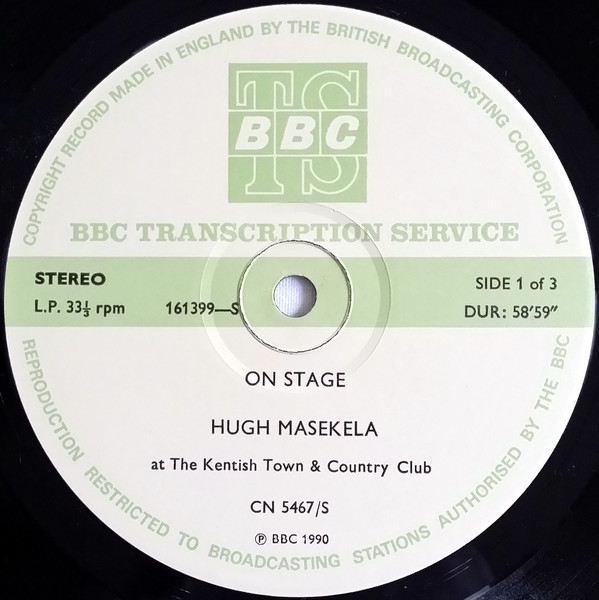 COPYRIGHT RECORD MADE IN ENGLAND BY THE BRITISH BROADCASTING CORPORATION
TS
BBC
BBC TRANSCRIPTION SERVICE
STEREO
L.P. 33⅓ rpm
161399—S
SIDE 1 of 3
DUR: 58'59"
ON STAGE
HUGH MASEKELA
at The Kentish Town & Country Club
CN 5467/S
Ⓟ BBC 1990
REPRODUCTION RESTRICTED TO BROADCASTING STATIONS AUTHORISED BY THE BBC